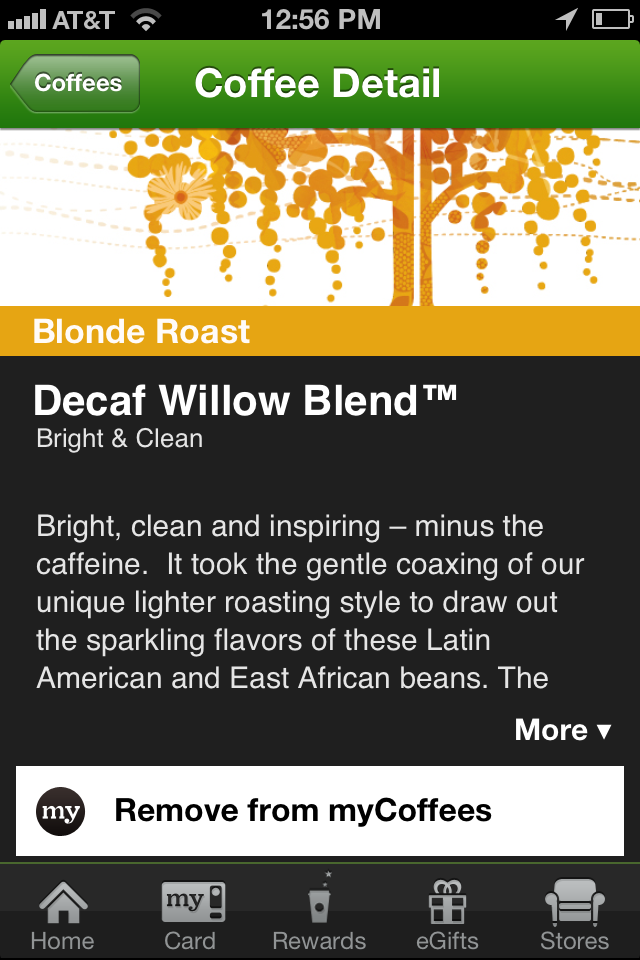 AT&T 12:56 PM
Coffees Coffee Detail
Blonde Roast
Decaf Willow Blend™
Bright & Clean
Bright, clean and inspiring – minus the
caffeine.  It took the gentle coaxing of our
unique lighter roasting style to draw out
the sparkling flavors of these Latin
American and East African beans. The
More ▾
my Remove from myCoffees
my
Home Card Rewards eGifts Stores